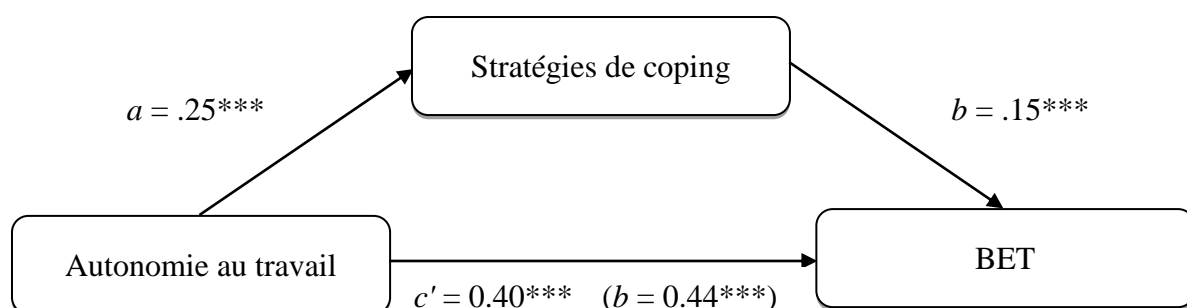 Stratégies de coping
a = .25***
b = .15***
Autonomie au travail
BET
c' = 0.40*** (b = 0.44***)